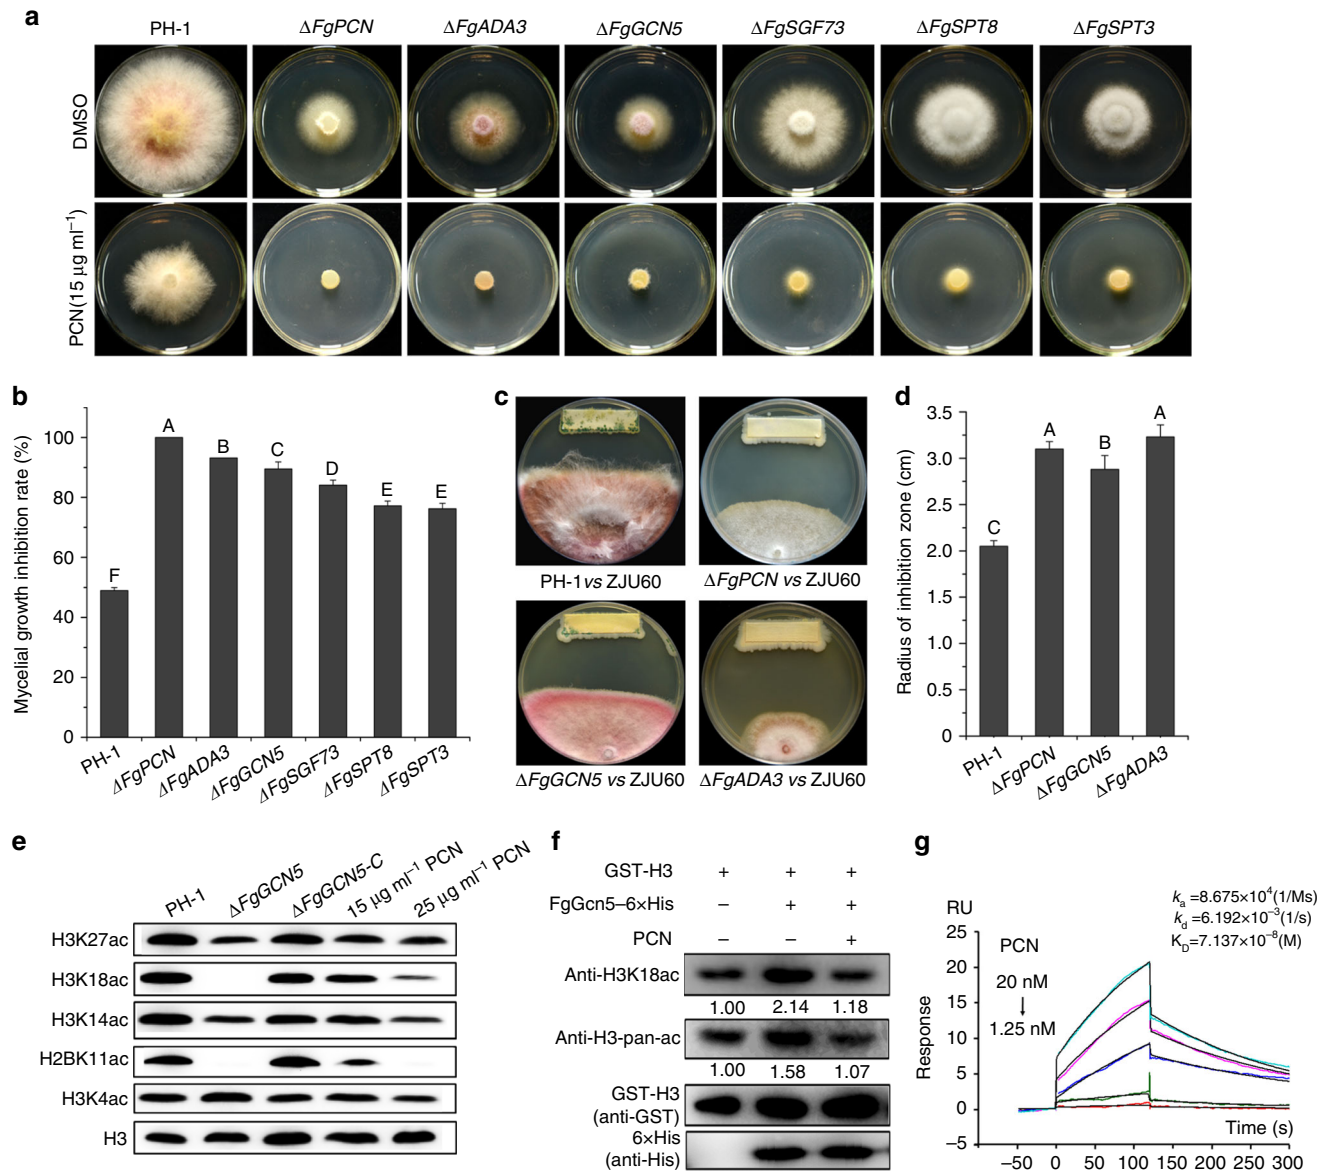 a
PH-1 ΔFgPCN ΔFgADA3 ΔFgGCN5 ΔFgSGF73 ΔFgSPT8 ΔFgSPT3
DMSO
PCN(15 µg ml⁻¹)
b
Mycelial growth inhibition rate (%)
100
80
60
40
20
0
F A B C D E E
PH-1 ΔFgPCN ΔFgADA3 ΔFgGCN5 ΔFgSGF73 ΔFgSPT8 ΔFgSPT3
c
PH-1vs ZJU60 ΔFgPCN vs ZJU60
ΔFgGCN5 vs ZJU60 ΔFgADA3 vs ZJU60
d
Radius of inhibition zone (cm)
3.5
3.0
2.5
2.0
1.5
1.0
0.5
0
C A B A
PH-1 ΔFgPCN ΔFgGCN5 ΔFgADA3
e
PH-1 ΔFgGCN5 ΔFgGCN5-C 15 µg ml⁻¹ PCN 25 µg ml⁻¹ PCN
H3K27ac
H3K18ac
H3K14ac
H2BK11ac
H3K4ac
H3
f
GST-H3 + + +
FgGcn5–6×His – + +
PCN – – +
Anti-H3K18ac
1.00 2.14 1.18
Anti-H3-pan-ac
1.00 1.58 1.07
GST-H3
(anti-GST)
6×His
(anti-His)
g
kₐ =8.675×10⁴(1/Ms)
k_d =6.192×10⁻³(1/s)
K_D=7.137×10⁻⁸(M)
RU
PCN
20 nM
↓
1.25 nM
Response
25
20
15
10
5
0
–5
Time (s)
–50 0 50 100 150 200 250 300